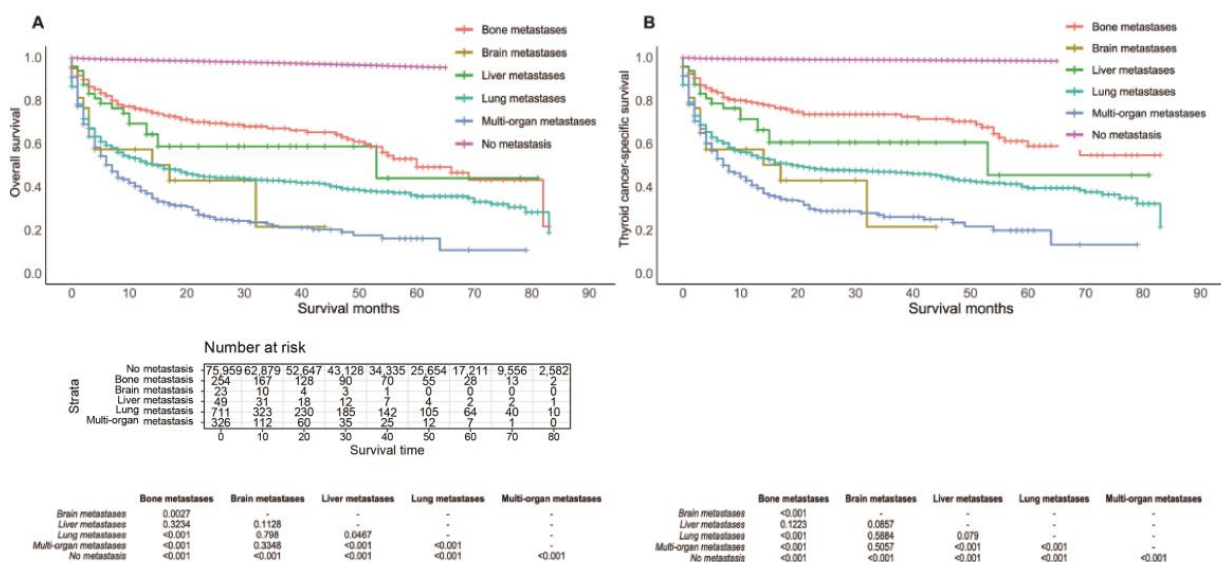 A
Bone metastases
Brain metastases
Liver metastases
Lung metastases
Multi-organ metastases
No metastasis
Overall survival
1.0
0.8
0.6
0.4
0.2
0.0
0 10 20 30 40 50 60 70 80 90
Survival months
B
Bone metastases
Brain metastases
Liver metastases
Lung metastases
Multi-organ metastases
No metastasis
Thyroid cancer-specific survival
1.0
0.8
0.6
0.4
0.2
0.0
0 10 20 30 40 50 60 70 80 90
Survival months
Number at risk
Strata
No metastasis 75,959 62,879 52,647 43,128 34,335 25,654 17,211 9,556 2,582
Bone metastasis 254 167 128 90 70 55 28 13 2
Brain metastasis 23 10 4 3 1 0 0 0 0
Liver metastasis 49 31 18 12 7 4 2 2 1
Lung metastasis 711 323 230 185 142 105 64 40 10
Multi-organ metastasis 326 112 60 35 25 12 7 1 0
0 10 20 30 40 50 60 70 80
Survival time
Bone metastases Brain metastases Liver metastases Lung metastases Multi-organ metastases
Brain metastases 0.0027 - - - -
Liver metastases 0.3234 0.1128 - - -
Lung metastases <0.001 0.798 0.0467 - -
Multi-organ metastases <0.001 0.3348 <0.001 <0.001 -
No metastasis <0.001 <0.001 <0.001 <0.001 <0.001
Bone metastases Brain metastases Liver metastases Lung metastases Multi-organ metastases
Brain metastases <0.001 - - - -
Liver metastases 0.1223 0.0857 - - -
Lung metastases <0.001 0.5884 0.079 - -
Multi-organ metastases <0.001 0.5057 <0.001 <0.001 -
No metastasis <0.001 <0.001 <0.001 <0.001 <0.001